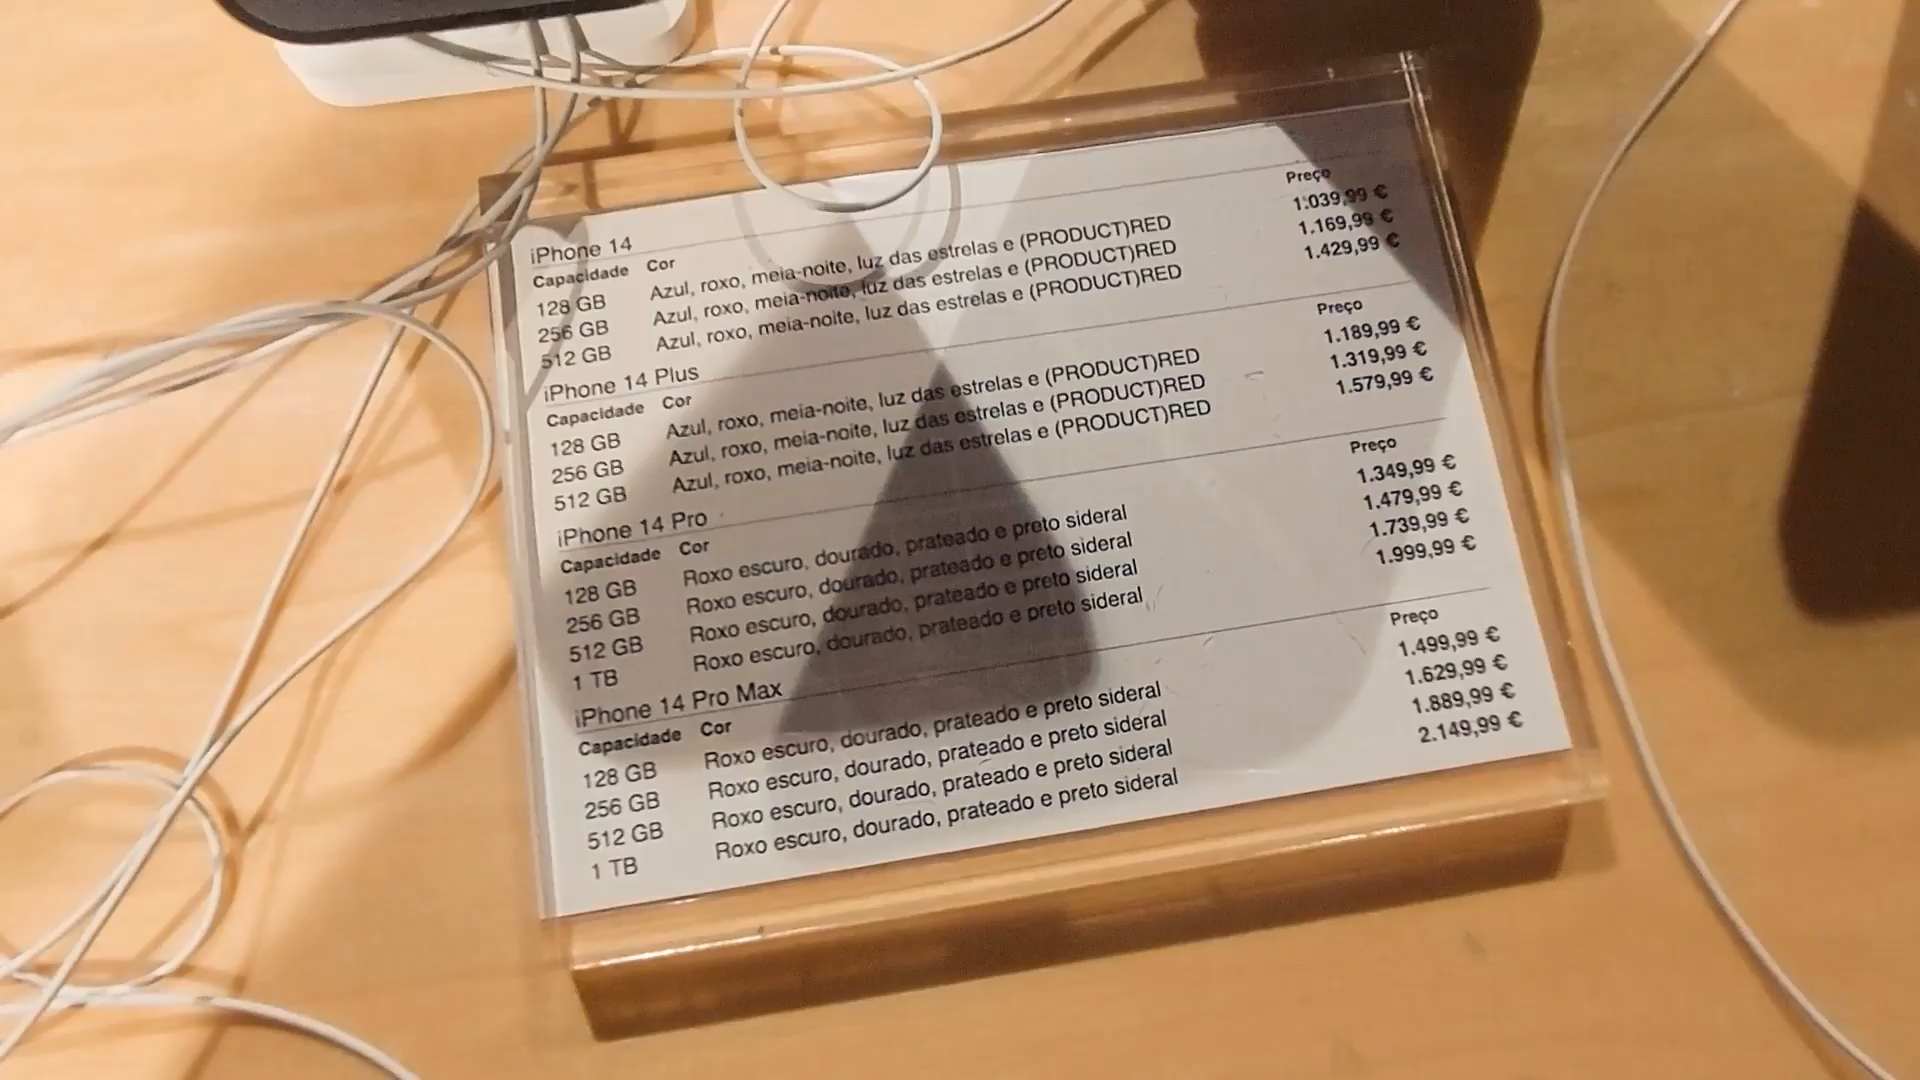 iPhone 14
Capacidade Cor Preço
128 GB Azul, roxo, meia-noite, luz das estrelas e (PRODUCT)RED 1.039,99 €
256 GB Azul, roxo, meia-noite, luz das estrelas e (PRODUCT)RED 1.169,99 €
512 GB Azul, roxo, meia-noite, luz das estrelas e (PRODUCT)RED 1.429,99 €
iPhone 14 Plus
Capacidade Cor Preço
128 GB Azul, roxo, meia-noite, luz das estrelas e (PRODUCT)RED 1.189,99 €
256 GB Azul, roxo, meia-noite, luz das estrelas e (PRODUCT)RED 1.319,99 €
512 GB Azul, roxo, meia-noite, luz das estrelas e (PRODUCT)RED 1.579,99 €
iPhone 14 Pro
Capacidade Cor Preço
128 GB Roxo escuro, dourado, prateado e preto sideral 1.349,99 €
256 GB Roxo escuro, dourado, prateado e preto sideral 1.479,99 €
512 GB Roxo escuro, dourado, prateado e preto sideral 1.739,99 €
1 TB Roxo escuro, dourado, prateado e preto sideral 1.999,99 €
iPhone 14 Pro Max
Capacidade Cor Preço
128 GB Roxo escuro, dourado, prateado e preto sideral 1.499,99 €
256 GB Roxo escuro, dourado, prateado e preto sideral 1.629,99 €
512 GB Roxo escuro, dourado, prateado e preto sideral 1.889,99 €
1 TB Roxo escuro, dourado, prateado e preto sideral 2.149,99 €